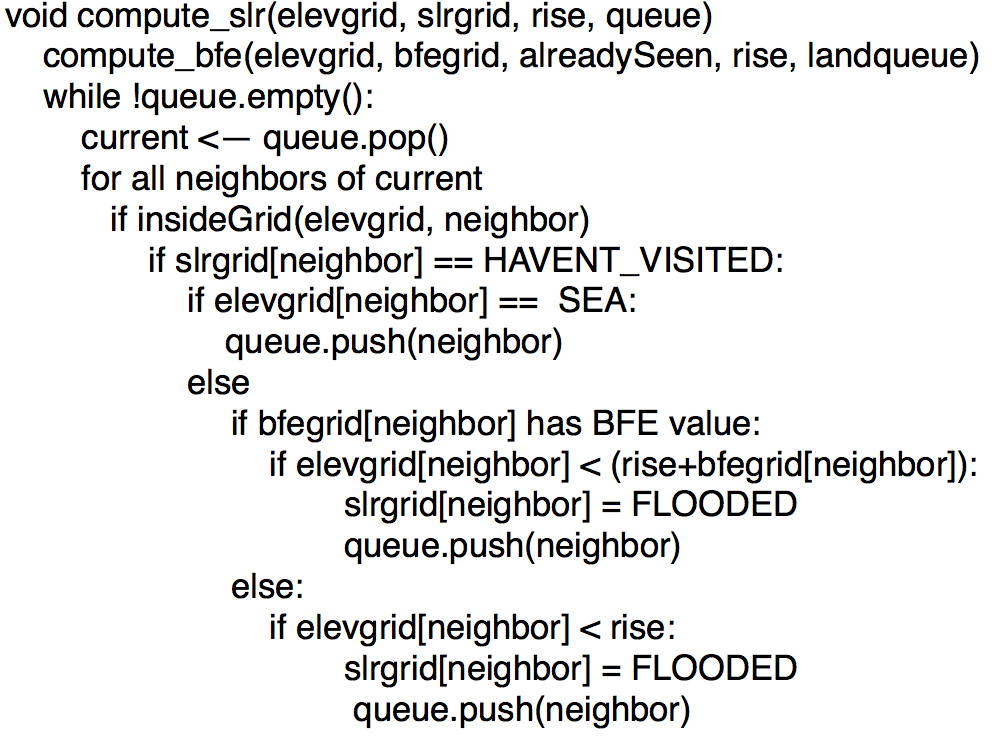 void compute_slr(elevgrid, slrgrid, rise, queue)
compute_bfe(elevgrid, bfegrid, alreadySeen, rise, landqueue)
while !queue.empty():
current <— queue.pop()
for all neighbors of current
if insideGrid(elevgrid, neighbor)
if slrgrid[neighbor] == HAVENT_VISITED:
if elevgrid[neighbor] == SEA:
queue.push(neighbor)
else
if bfegrid[neighbor] has BFE value:
if elevgrid[neighbor] < (rise+bfegrid[neighbor]):
slrgrid[neighbor] = FLOODED
queue.push(neighbor)
else:
if elevgrid[neighbor] < rise:
slrgrid[neighbor] = FLOODED
queue.push(neighbor)